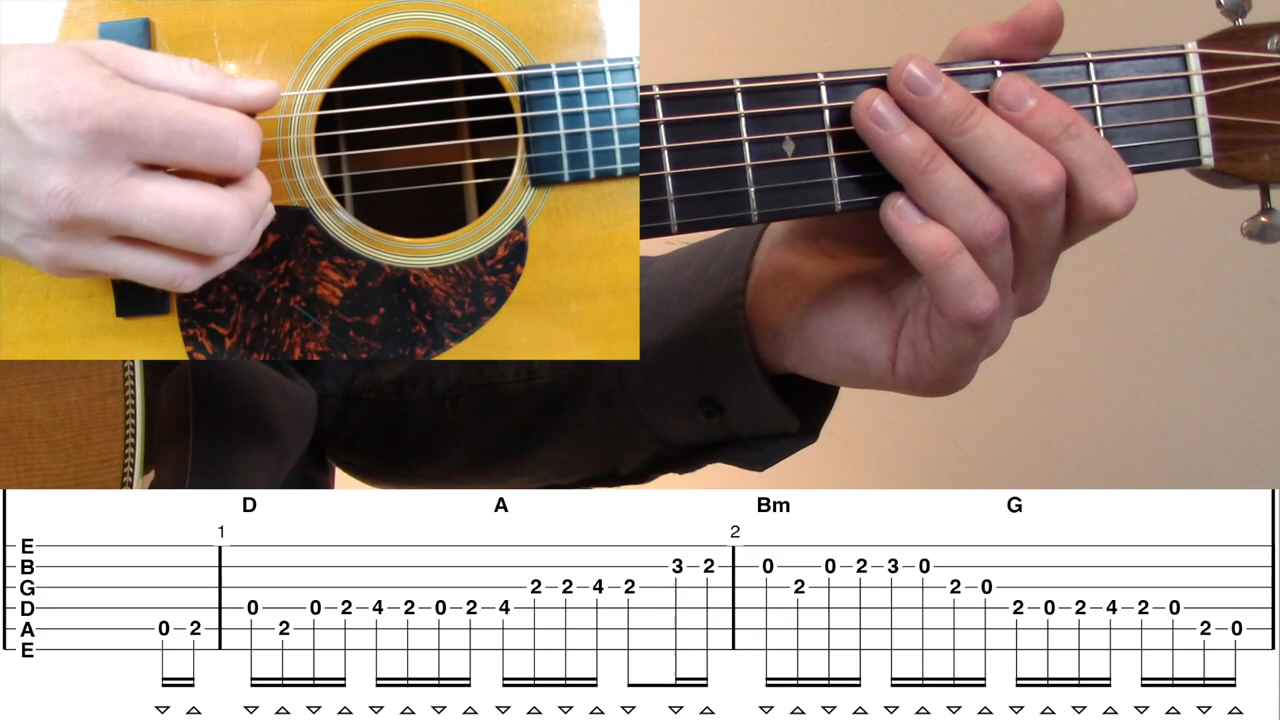 D A Bm G
1 2
E
B 3 2 0 0 2 3 0
G 2 2 4 2 2 2 0
D 0 0 2 4 2 0 2 4 2 0 2 4 2 0
A 0 2 2 2 0
E